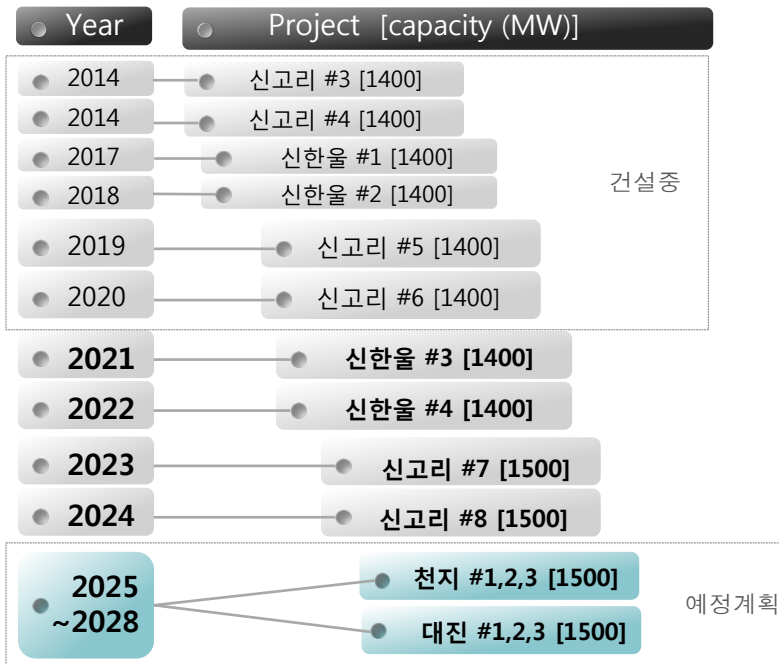 Year Project [capacity (MW)]
2014 신고리 #3 [1400]
2014 신고리 #4 [1400]
2017 신한울 #1 [1400]
2018 신한울 #2 [1400]
건설중
2019 신고리 #5 [1400]
2020 신고리 #6 [1400]
2021 신한울 #3 [1400]
2022 신한울 #4 [1400]
2023 신고리 #7 [1500]
2024 신고리 #8 [1500]
2025
~2028
천지 #1,2,3 [1500]
대진 #1,2,3 [1500]
예정계획